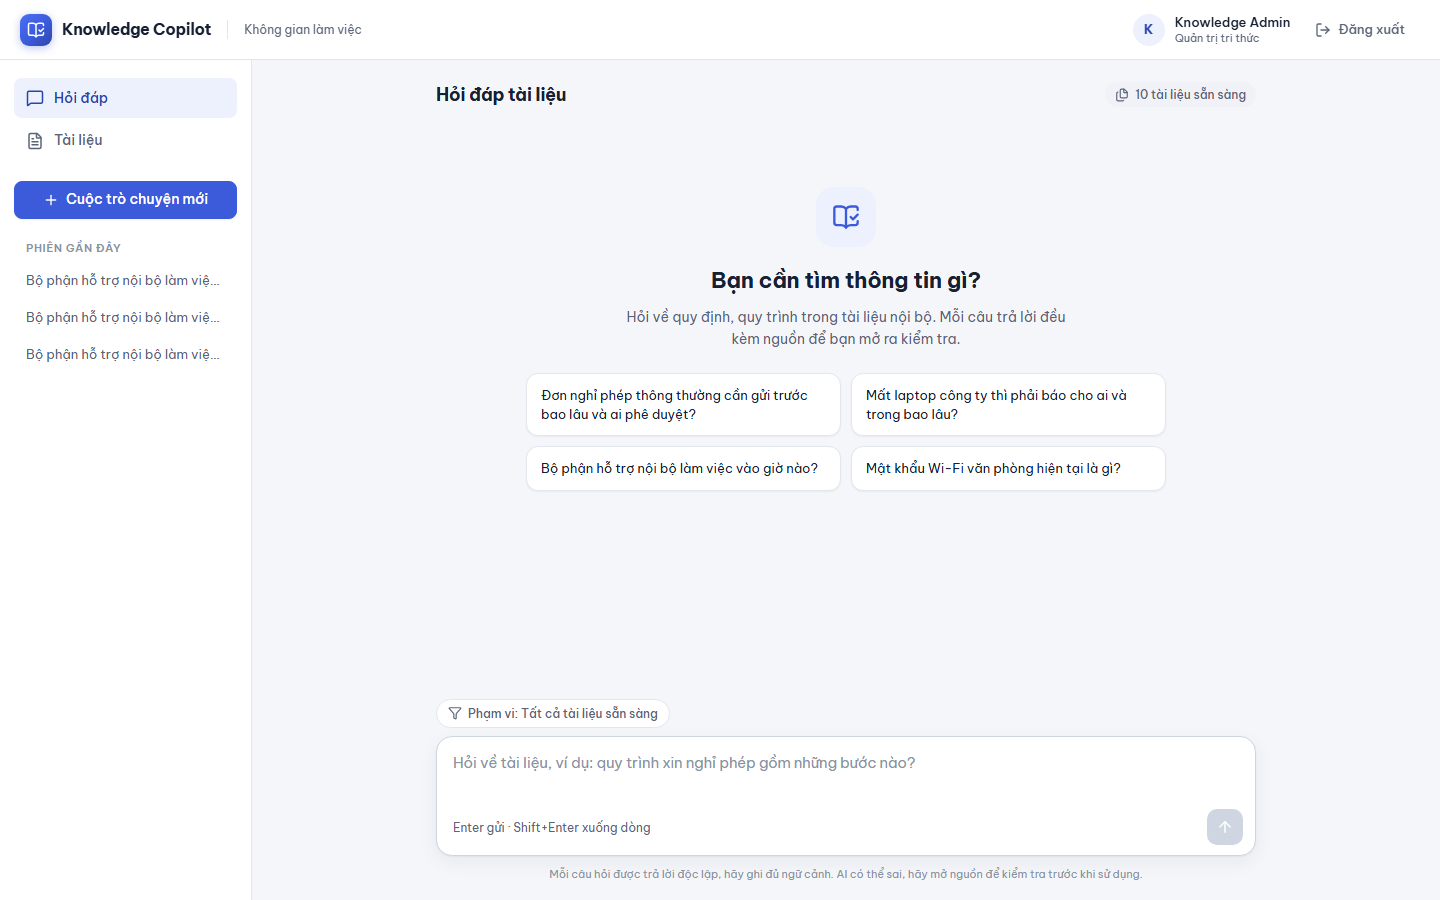 Knowledge Copilot
Không gian làm việc
K
Knowledge Admin
Quản trị tri thức
Đăng xuất
Hỏi đáp
Tài liệu
Cuộc trò chuyện mới
PHIÊN GẦN ĐÂY
Bộ phận hỗ trợ nội bộ làm việ...
Bộ phận hỗ trợ nội bộ làm việ...
Bộ phận hỗ trợ nội bộ làm việ...
Hỏi đáp tài liệu
10 tài liệu sẵn sàng
Bạn cần tìm thông tin gì?
Hỏi về quy định, quy trình trong tài liệu nội bộ. Mỗi câu trả lời đều
kèm nguồn để bạn mở ra kiểm tra.
Đơn nghỉ phép thông thường cần gửi trước
bao lâu và ai phê duyệt?
Mất laptop công ty thì phải báo cho ai và
trong bao lâu?
Bộ phận hỗ trợ nội bộ làm việc vào giờ nào?
Mật khẩu Wi-Fi văn phòng hiện tại là gì?
Phạm vi: Tất cả tài liệu sẵn sàng
Hỏi về tài liệu, ví dụ: quy trình xin nghỉ phép gồm những bước nào?
Enter gửi · Shift+Enter xuống dòng
Mỗi câu hỏi được trả lời độc lập, hãy ghi đủ ngữ cảnh. AI có thể sai, hãy mở nguồn để kiểm tra trước khi sử dụng.